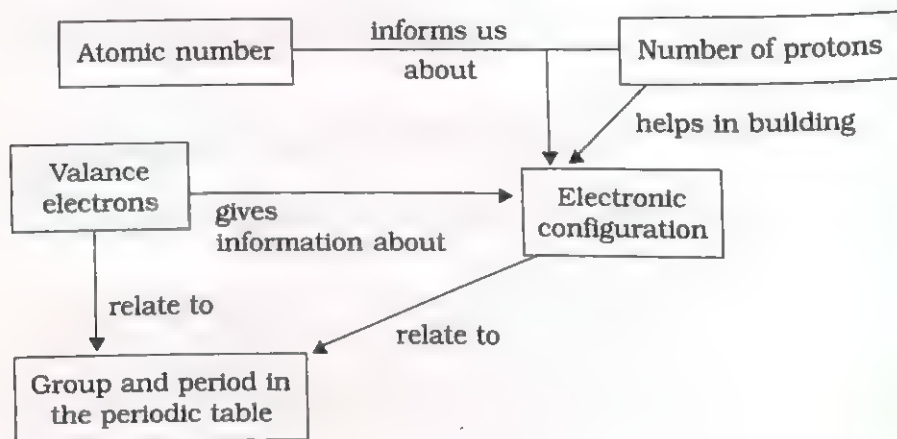 Atomic number
informs us
about
Number of protons
helps in building
Valance
electrons
gives
information about
Electronic
configuration
relate to
relate to
Group and period in
the periodic table